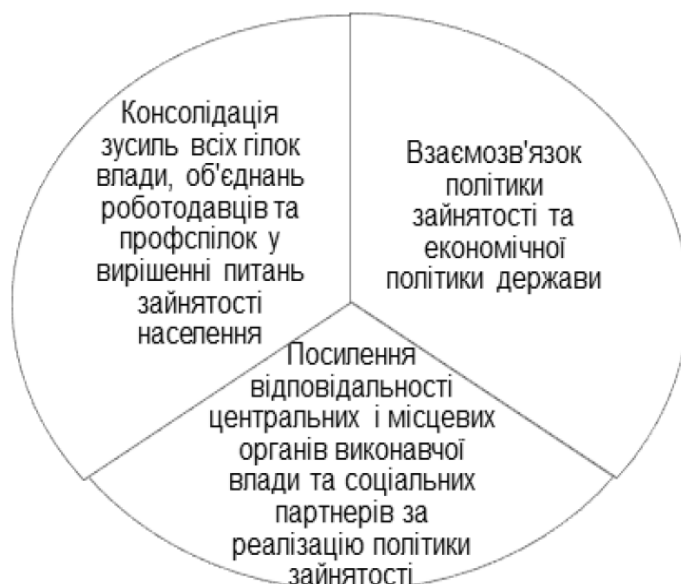 Консолідація
зусиль всіх гілок
влади, об'єднань
роботодавців та
профспілок у
вирішенні питань
зайнятості
населення
Взаємозв'язок
політики
зайнятості та
економічної
політики держави
Посилення
відповідальності
центральних і місцевих
органів виконавчої
влади та соціальних
партнерів за
реалізацію політики
зайнятості